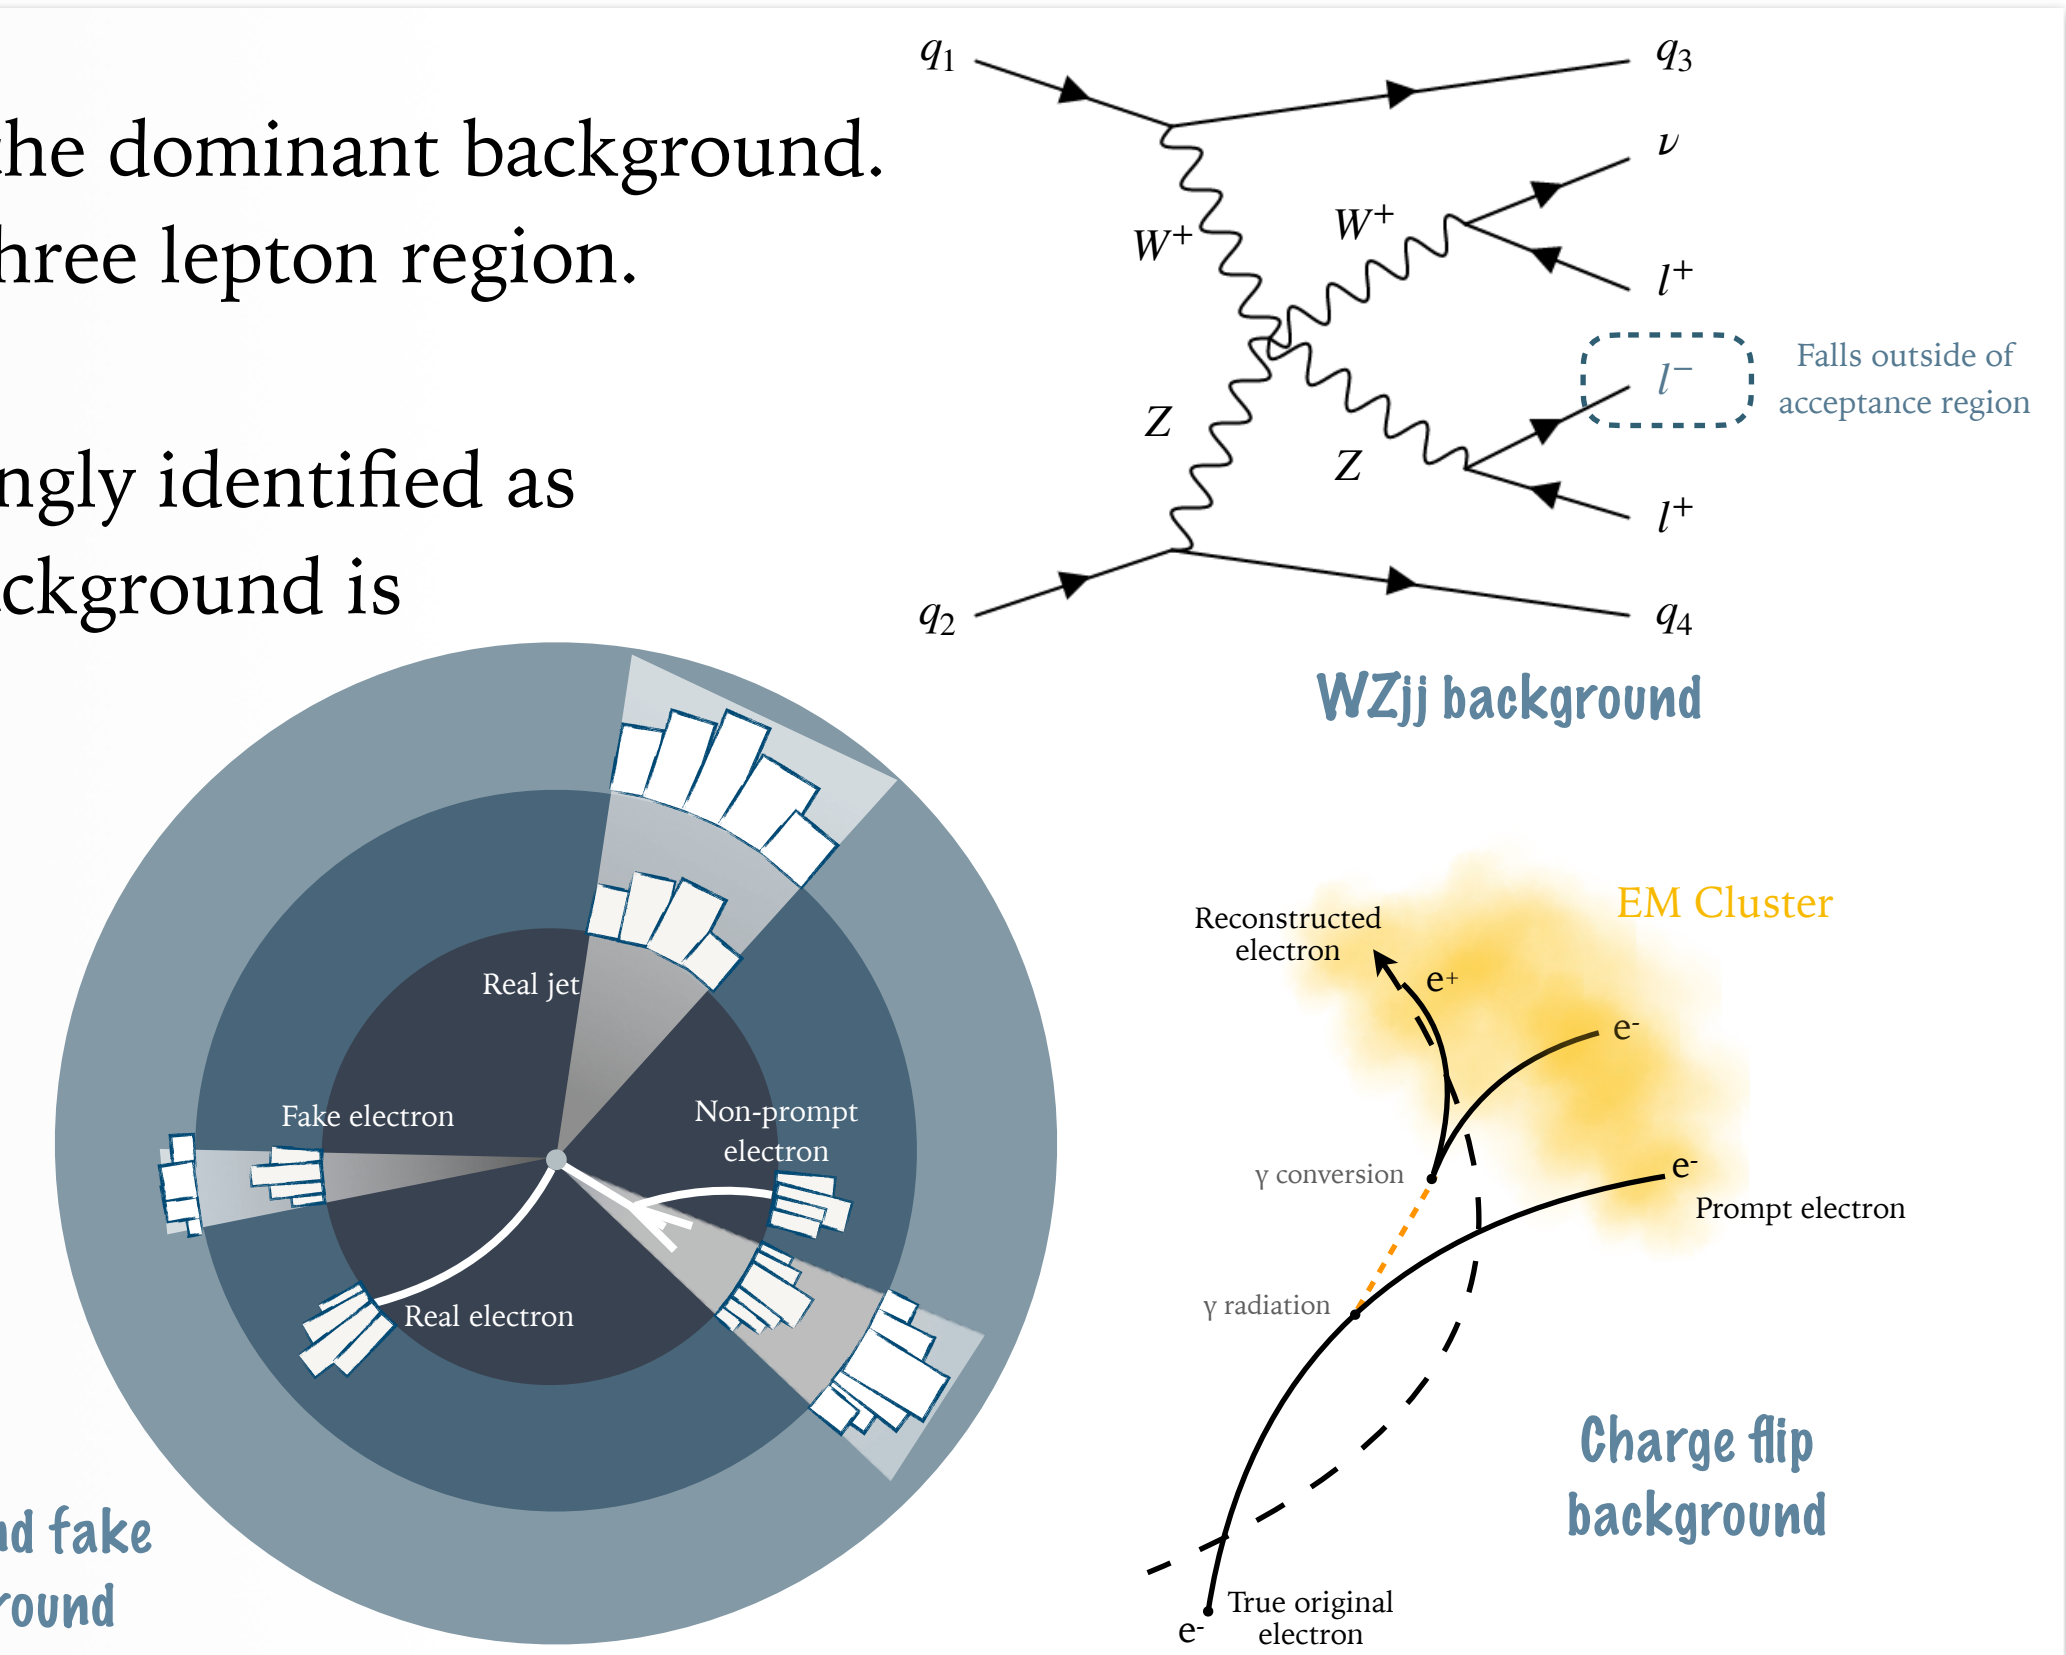 he dominant background.
hree lepton region.
ngly identified as
ckground is
q1
q3
ν
W+
W+
l+
l−
Falls outside of
acceptance region
Z
Z
l+
q2
q4
WZjj background
Real jet
Fake electron
Non-prompt
electron
Real electron
nd fake
round
EM Cluster
Reconstructed
electron
e+
e-
γ conversion
e-
Prompt electron
γ radiation
Charge flip
background
True original
electron
e-